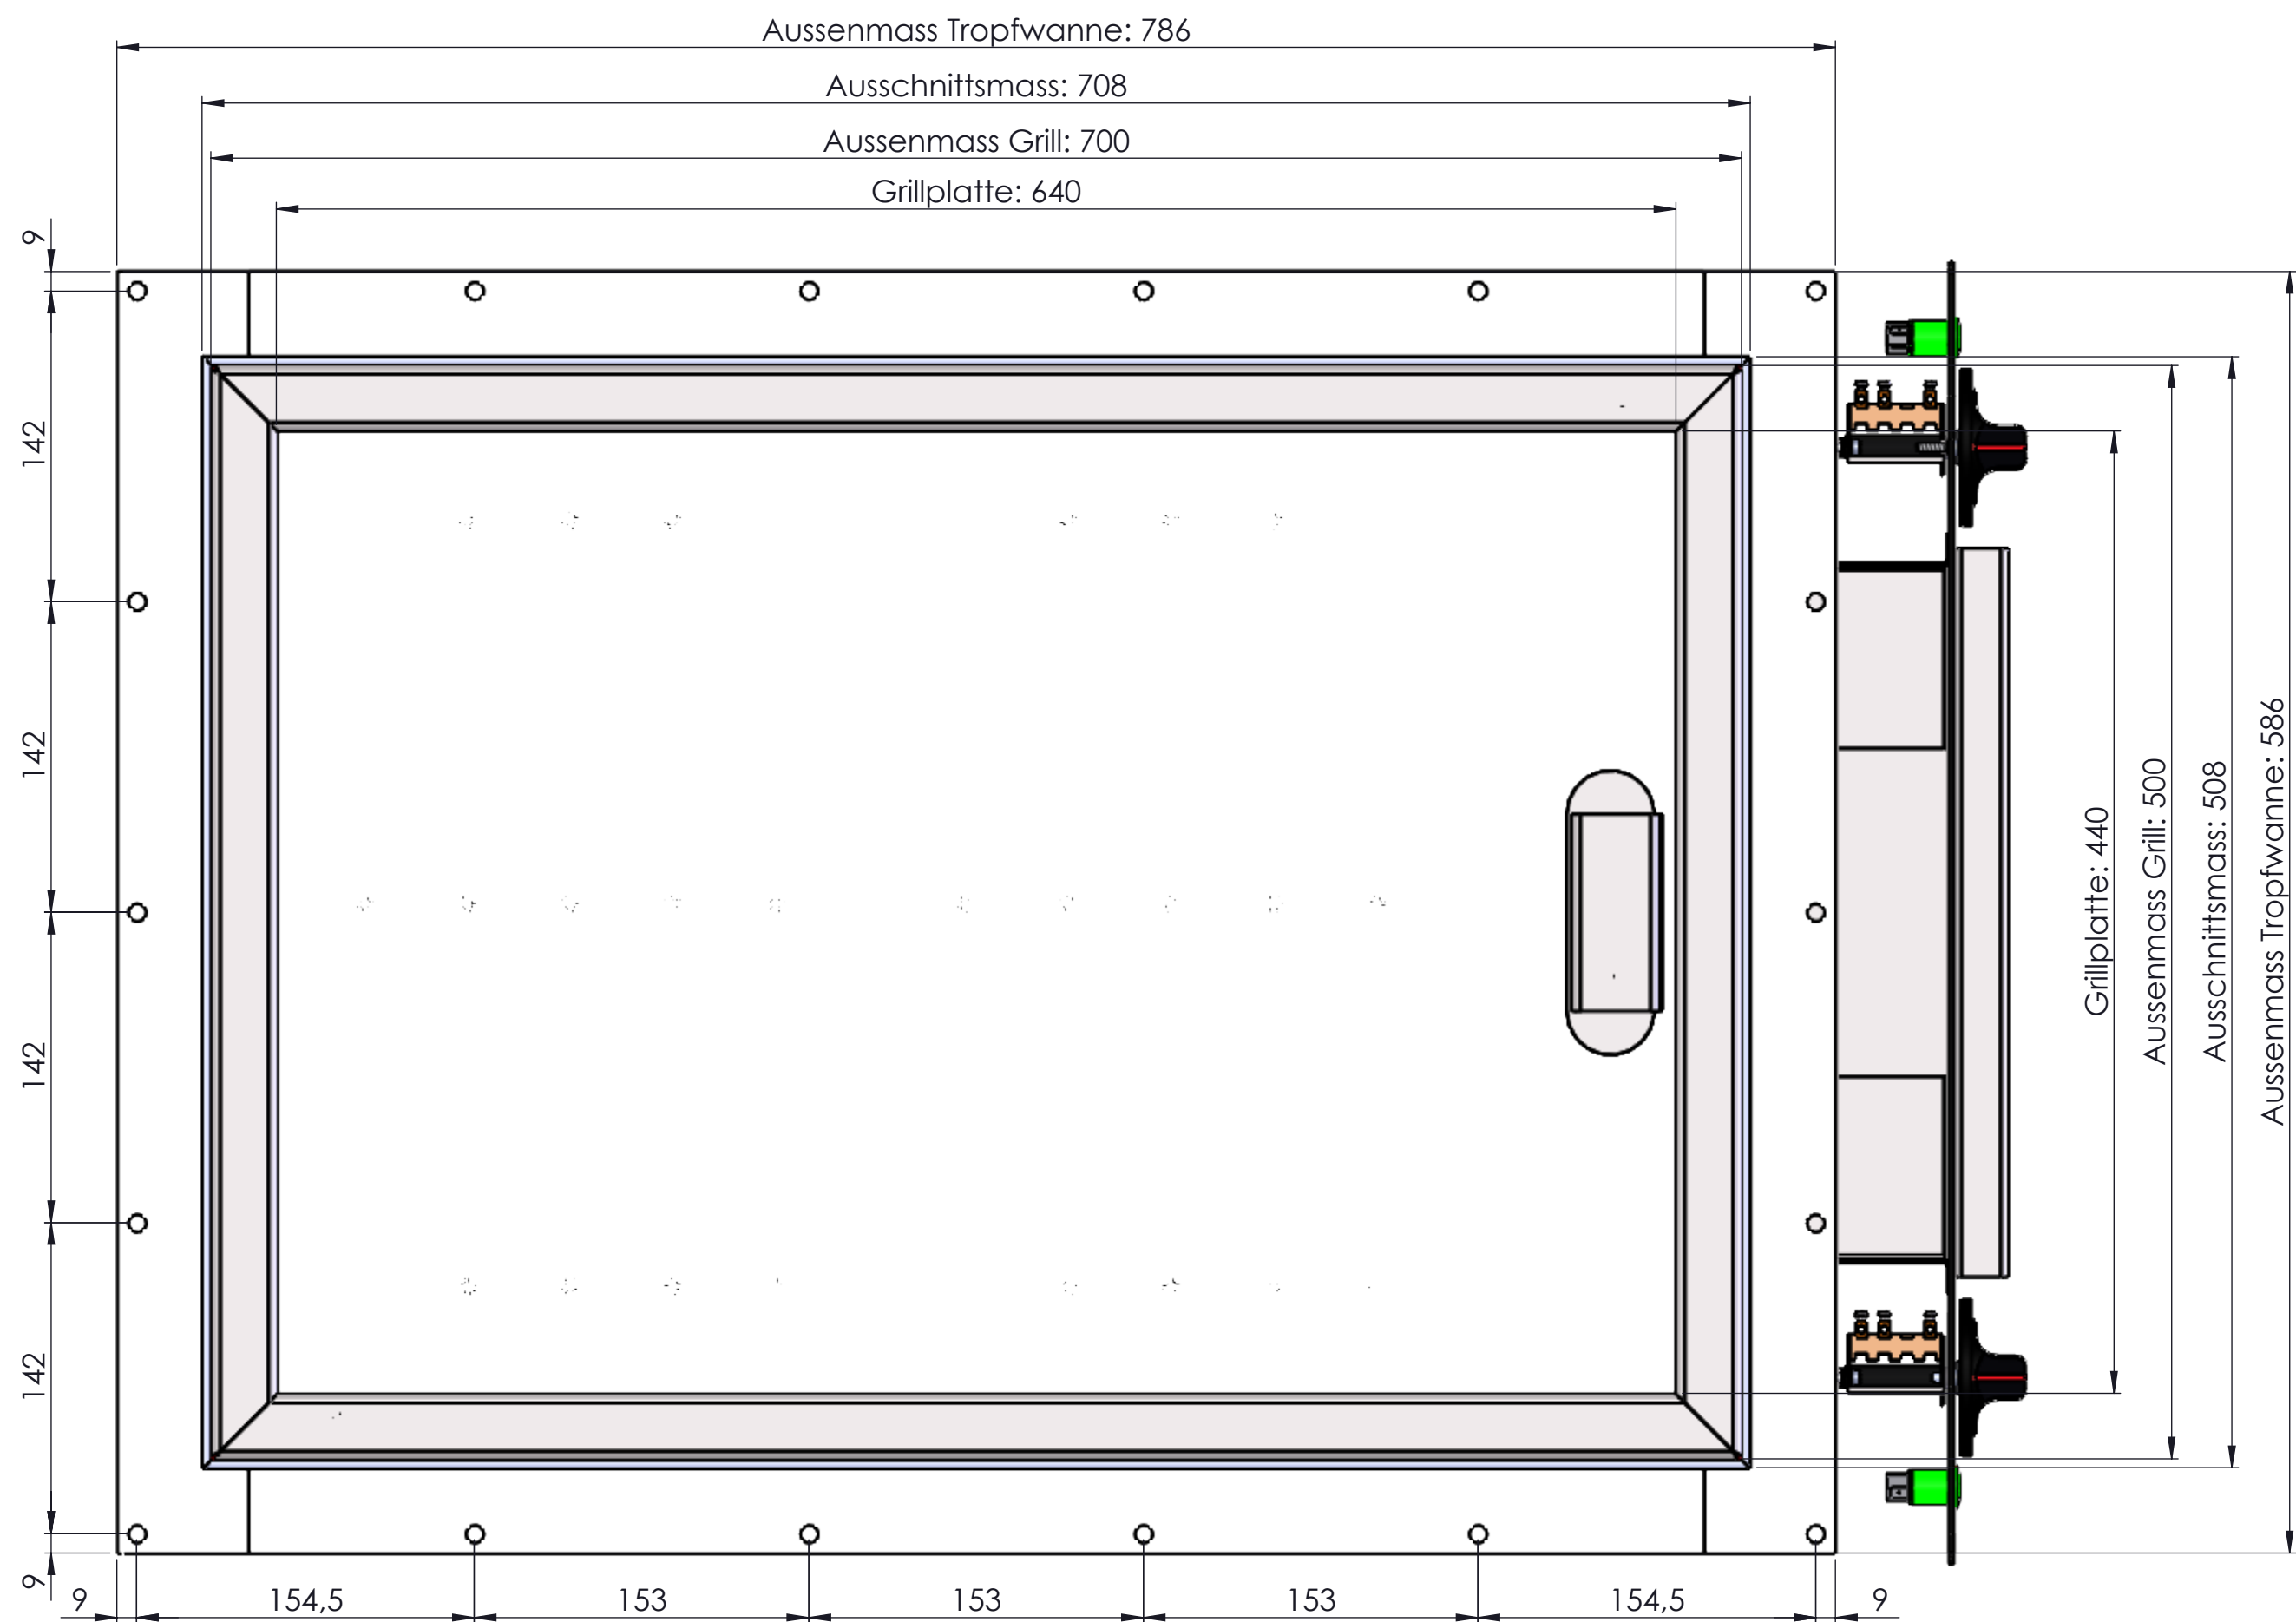 Aussenmass Tropfwanne: 786
Ausschnittsmass: 708
Aussenmass Grill: 700
Grillplatte: 640
9
142
142
142
142
9
Grillplatte: 440
Aussenmass Grill: 500
Ausschnittsmass: 508
Aussenmass Tropfwanne: 586
9
154,5
153
153
153
154,5
9